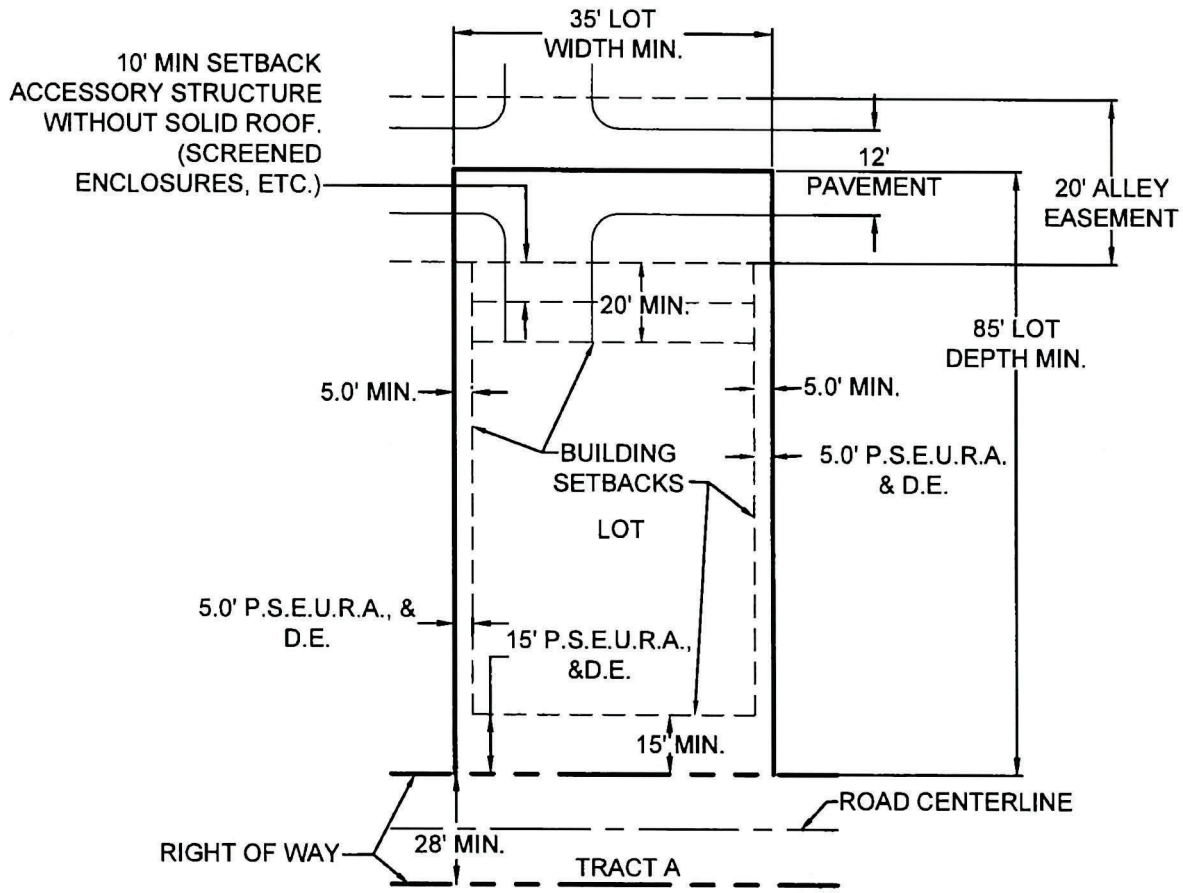 35' LOT
WIDTH MIN.
10' MIN SETBACK
ACCESSORY STRUCTURE
WITHOUT SOLID ROOF.
(SCREENED
ENCLOSURES, ETC.)
12'
PAVEMENT
20' ALLEY
EASEMENT
20' MIN.
85' LOT
DEPTH MIN.
5.0' MIN.
5.0' MIN.
BUILDING
SETBACKS
5.0' P.S.E.U.R.A.
& D.E.
LOT
5.0' P.S.E.U.R.A., &
D.E.
15' P.S.E.U.R.A.,
&D.E.
15' MIN.
ROAD CENTERLINE
RIGHT OF WAY
28' MIN.
TRACT A